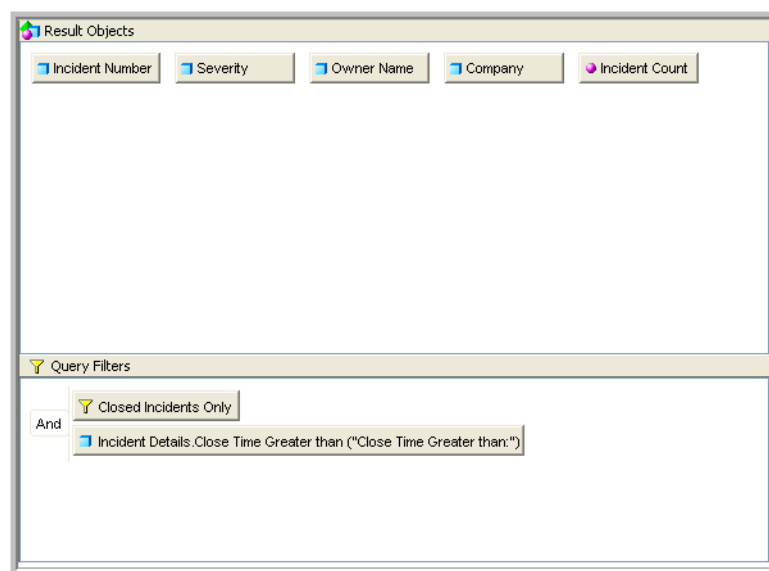 Result Objects
Incident Number Severity Owner Name Company Incident Count
Query Filters
Closed Incidents Only
And
Incident Details.Close Time Greater than ("Close Time Greater than:")